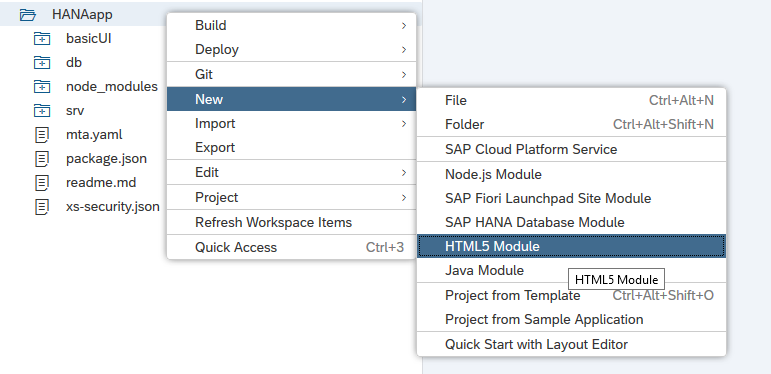 HANAapp
basicUI
db
node_modules
srv
mta.yaml
package.json
readme.md
xs-security.json
Build
Deploy
Git
New
Import
Export
Edit
Project
Refresh Workspace Items
Quick Access Ctrl+3
File Ctrl+Alt+N
Folder Ctrl+Alt+Shift+N
SAP Cloud Platform Service
Node.js Module
SAP Fiori Launchpad Site Module
SAP HANA Database Module
HTML5 Module
Java Module
HTML5 Module
Project from Template Ctrl+Alt+Shift+O
Project from Sample Application
Quick Start with Layout Editor